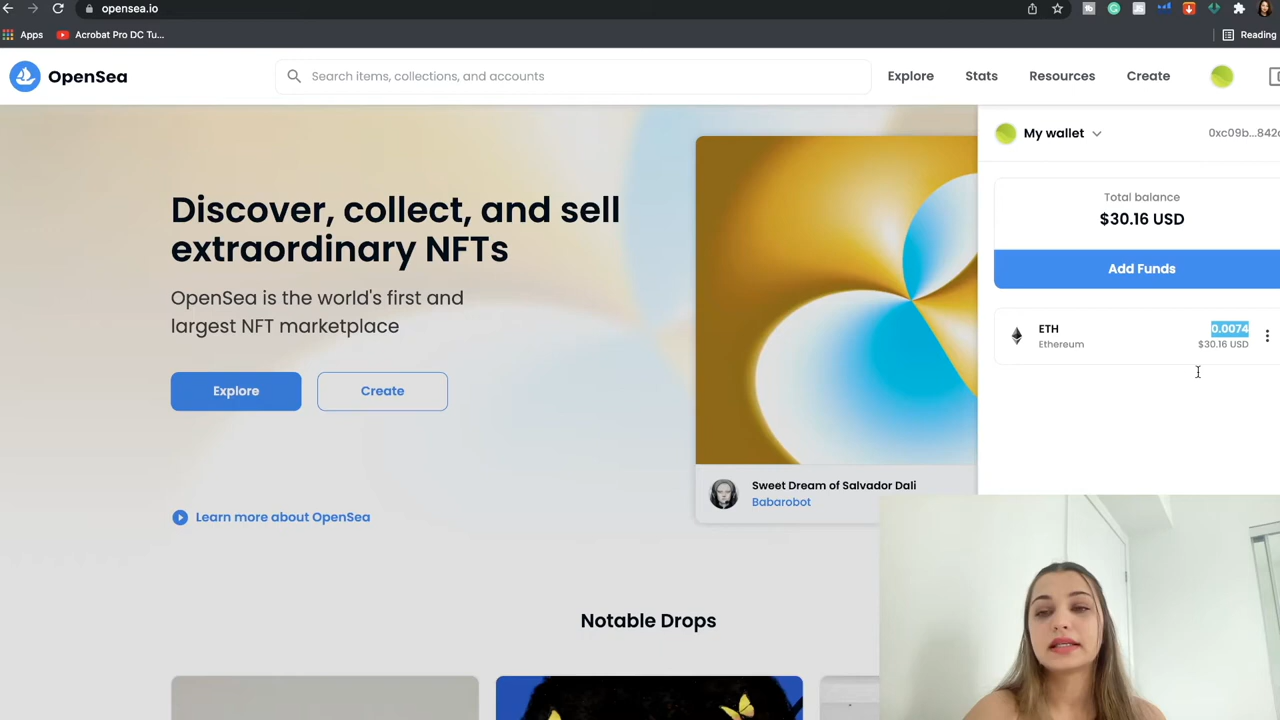 opensea.io
Apps
Acrobat Pro DC Tu...
Reading
OpenSea
Search items, collections, and accounts
Explore
Stats
Resources
Create
My wallet
0xc09b...842c
Discover, collect, and sell
extraordinary NFTs
OpenSea is the world's first and
largest NFT marketplace
Explore
Create
Learn more about OpenSea
Sweet Dream of Salvador Dali
Babarobot
Total balance
$30.16 USD
Add Funds
ETH
Ethereum
0.0074
$30.16 USD
Notable Drops